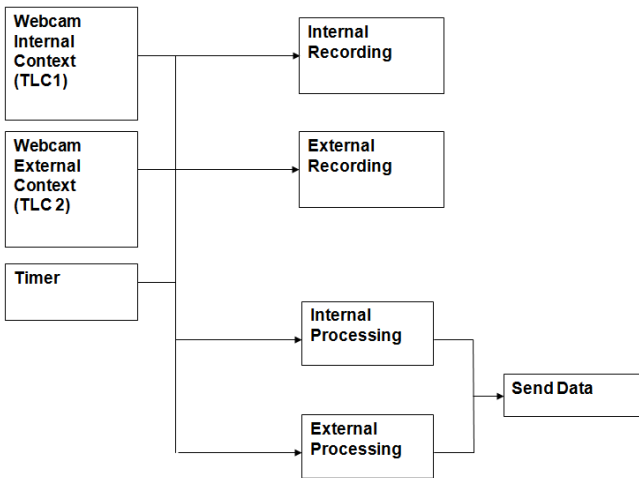 Webcam
Internal
Context
(TLC1)
Internal
Recording
Webcam
External
Context
(TLC 2)
External
Recording
Timer
Internal
Processing
Send Data
External
Processing